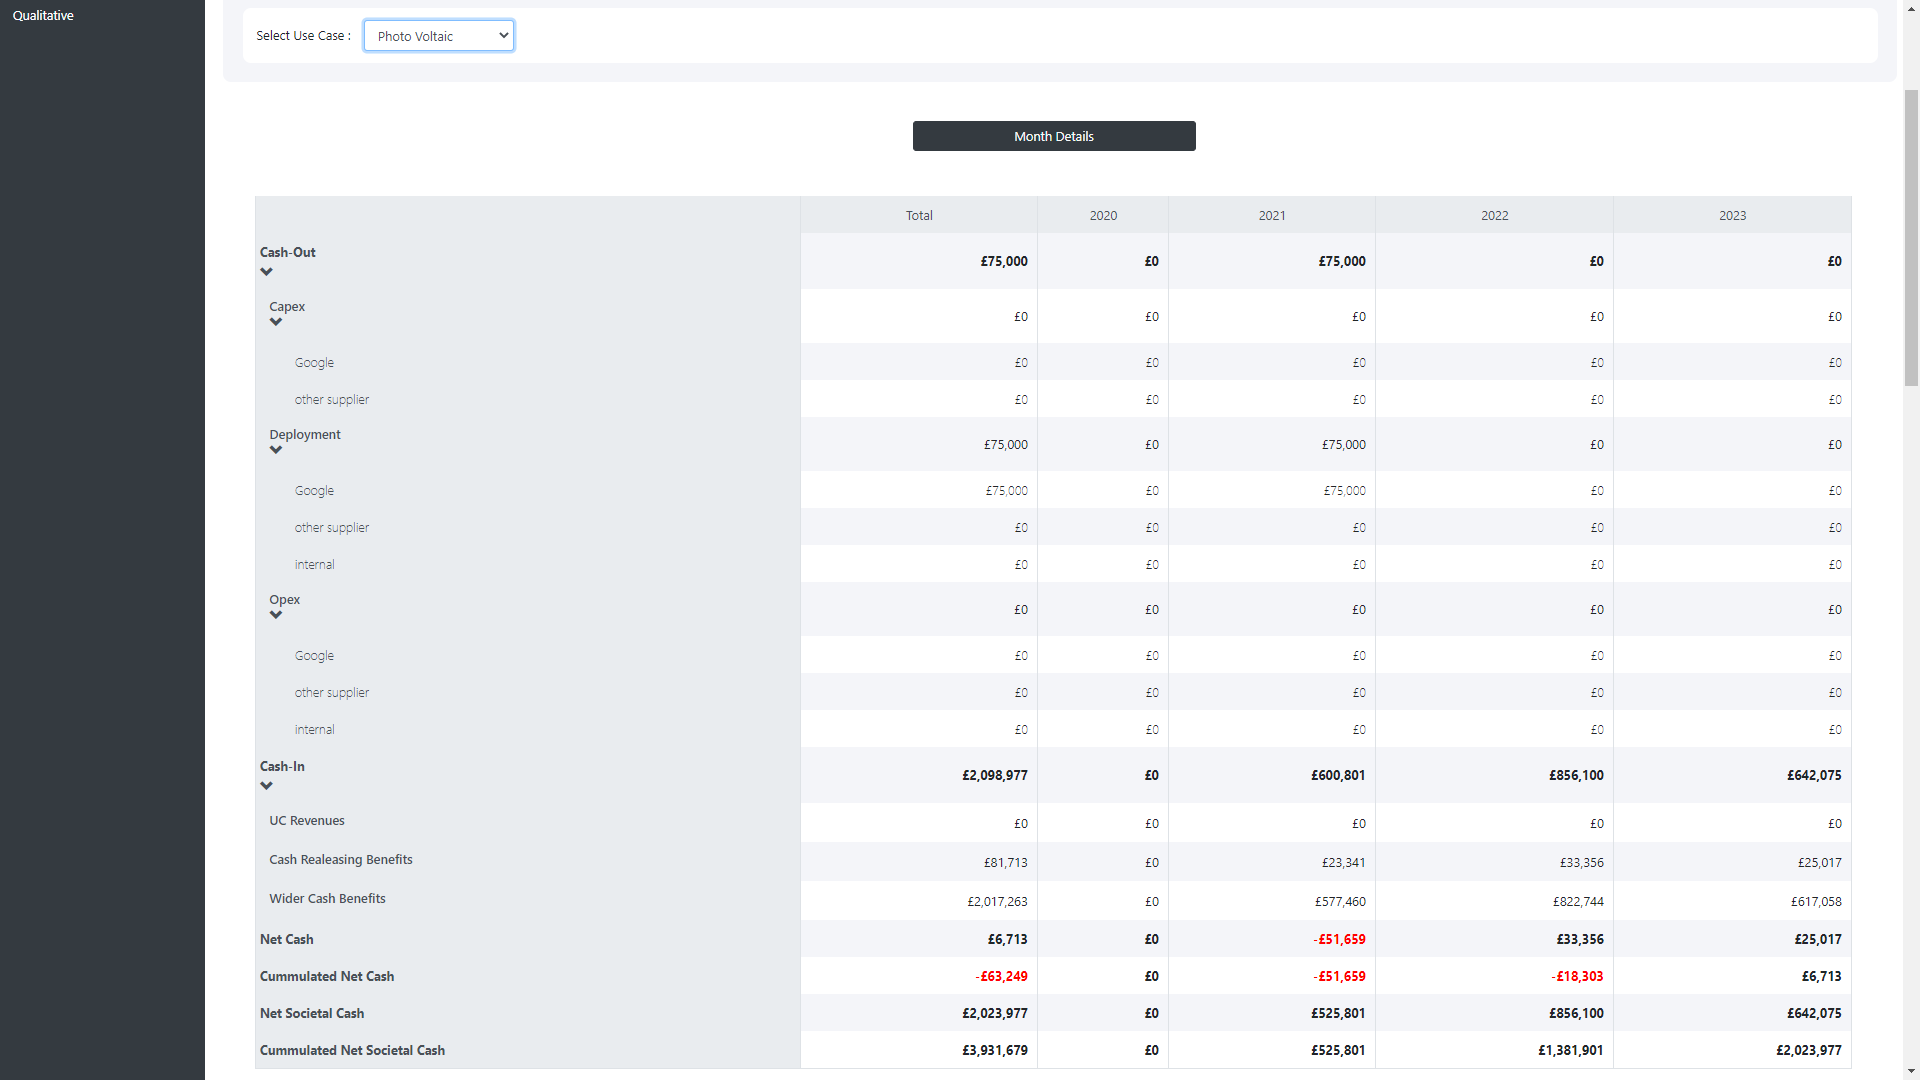 Qualitative
Select Use Case : Photo Voltaic
Month Details
Total 2020 2021 2022 2023
Cash-Out £75,000 £0 £75,000 £0 £0
Capex £0 £0 £0 £0 £0
Google £0 £0 £0 £0 £0
other supplier £0 £0 £0 £0 £0
Deployment £75,000 £0 £75,000 £0 £0
Google £75,000 £0 £75,000 £0 £0
other supplier £0 £0 £0 £0 £0
internal £0 £0 £0 £0 £0
Opex £0 £0 £0 £0 £0
Google £0 £0 £0 £0 £0
other supplier £0 £0 £0 £0 £0
internal £0 £0 £0 £0 £0
Cash-In £2,098,977 £0 £600,801 £856,100 £642,075
UC Revenues £0 £0 £0 £0 £0
Cash Realeasing Benefits £81,713 £0 £23,341 £33,356 £25,017
Wider Cash Benefits £2,017,263 £0 £577,460 £822,744 £617,058
Net Cash £6,713 £0 -£51,659 £33,356 £25,017
Cummulated Net Cash -£63,249 £0 -£51,659 -£18,303 £6,713
Net Societal Cash £2,023,977 £0 £525,801 £856,100 £642,075
Cummulated Net Societal Cash £3,931,679 £0 £525,801 £1,381,901 £2,023,977